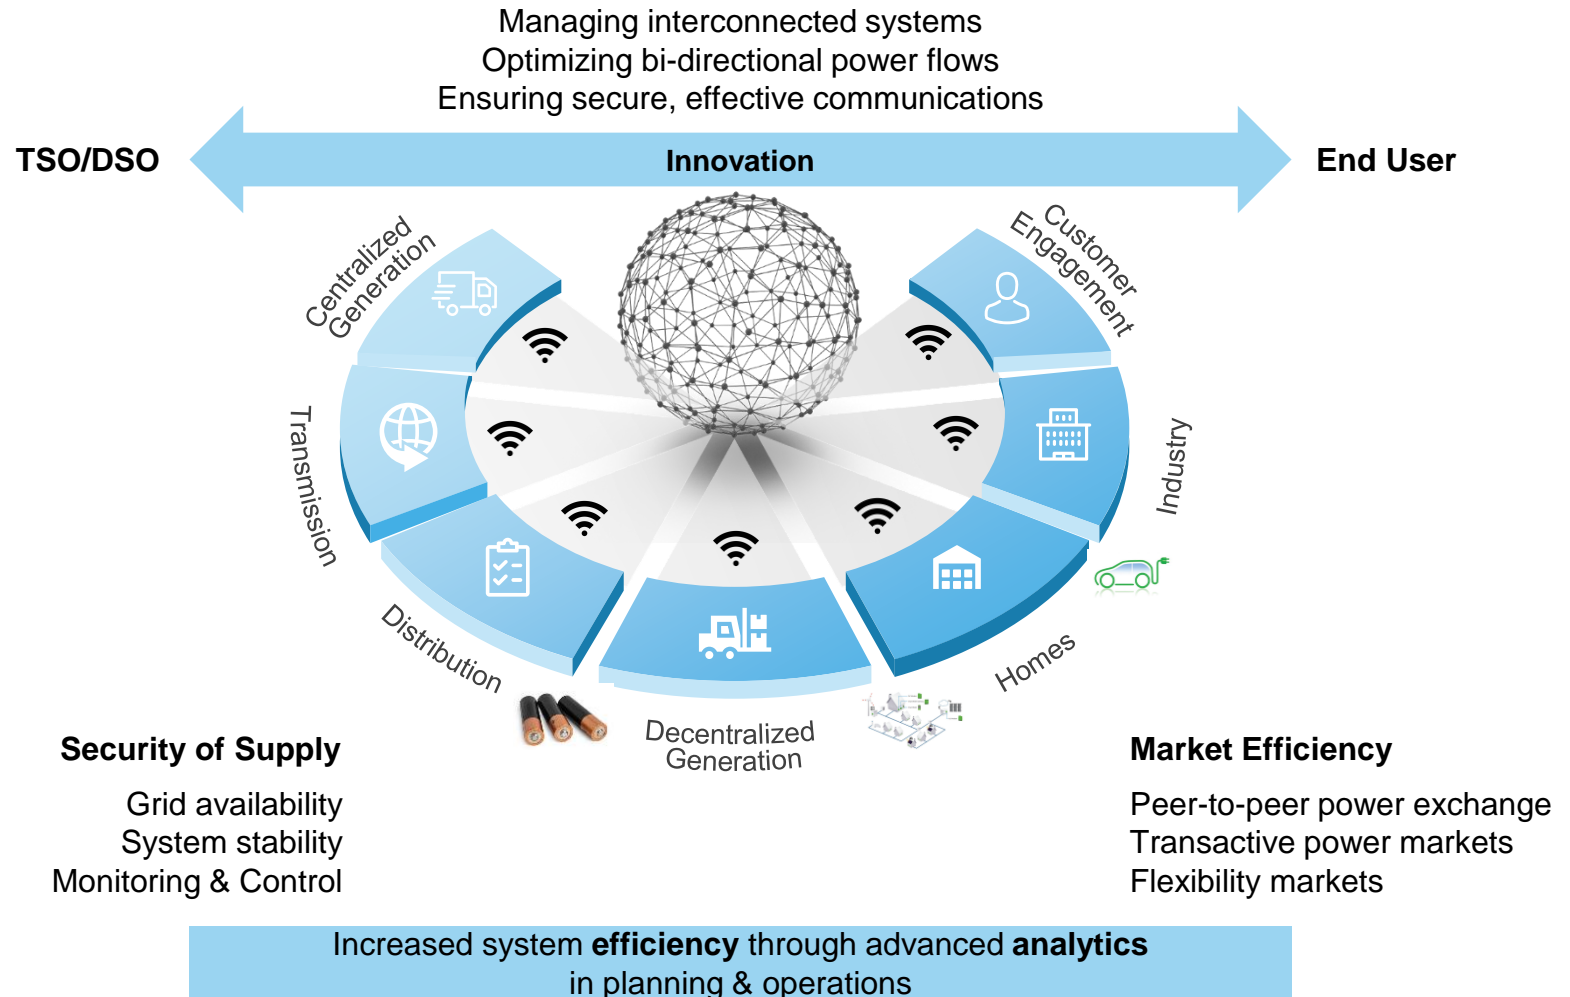 Managing interconnected systems
Optimizing bi-directional power flows
Ensuring secure, effective communications
TSO/DSO
Innovation
End User
Centralized
Generation
Customer
Engagement
Transmission
Industry
Distribution
Homes
Decentralized
Generation
Security of Supply
Grid availability
System stability
Monitoring & Control
Market Efficiency
Peer-to-peer power exchange
Transactive power markets
Flexibility markets
Increased system efficiency through advanced analytics
in planning & operations